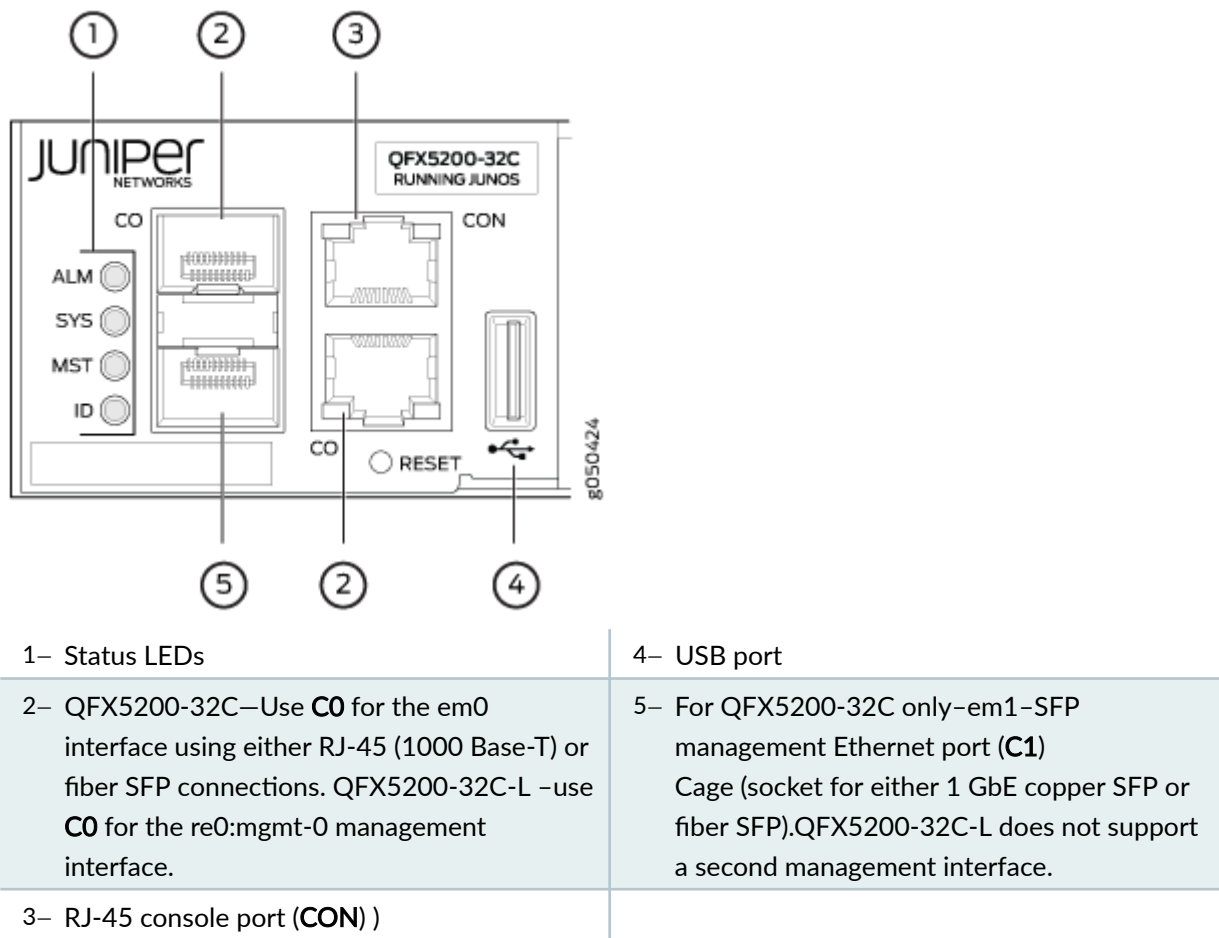 1 2 3
JUNIPER
NETWORKS
QFX5200-32C
RUNNING JUNOS
CO
CON
ALM
SYS
MST
ID
CO
RESET
g050424
5 2 4
1– Status LEDs
2– QFX5200-32C—Use C0 for the em0
interface using either RJ-45 (1000 Base-T) or
fiber SFP connections. QFX5200-32C-L –use
C0 for the re0:mgmt-0 management
interface.
3– RJ-45 console port (CON) )
4– USB port
5– For QFX5200-32C only–em1–SFP
management Ethernet port (C1)
Cage (socket for either 1 GbE copper SFP or
fiber SFP).QFX5200-32C-L does not support
a second management interface.